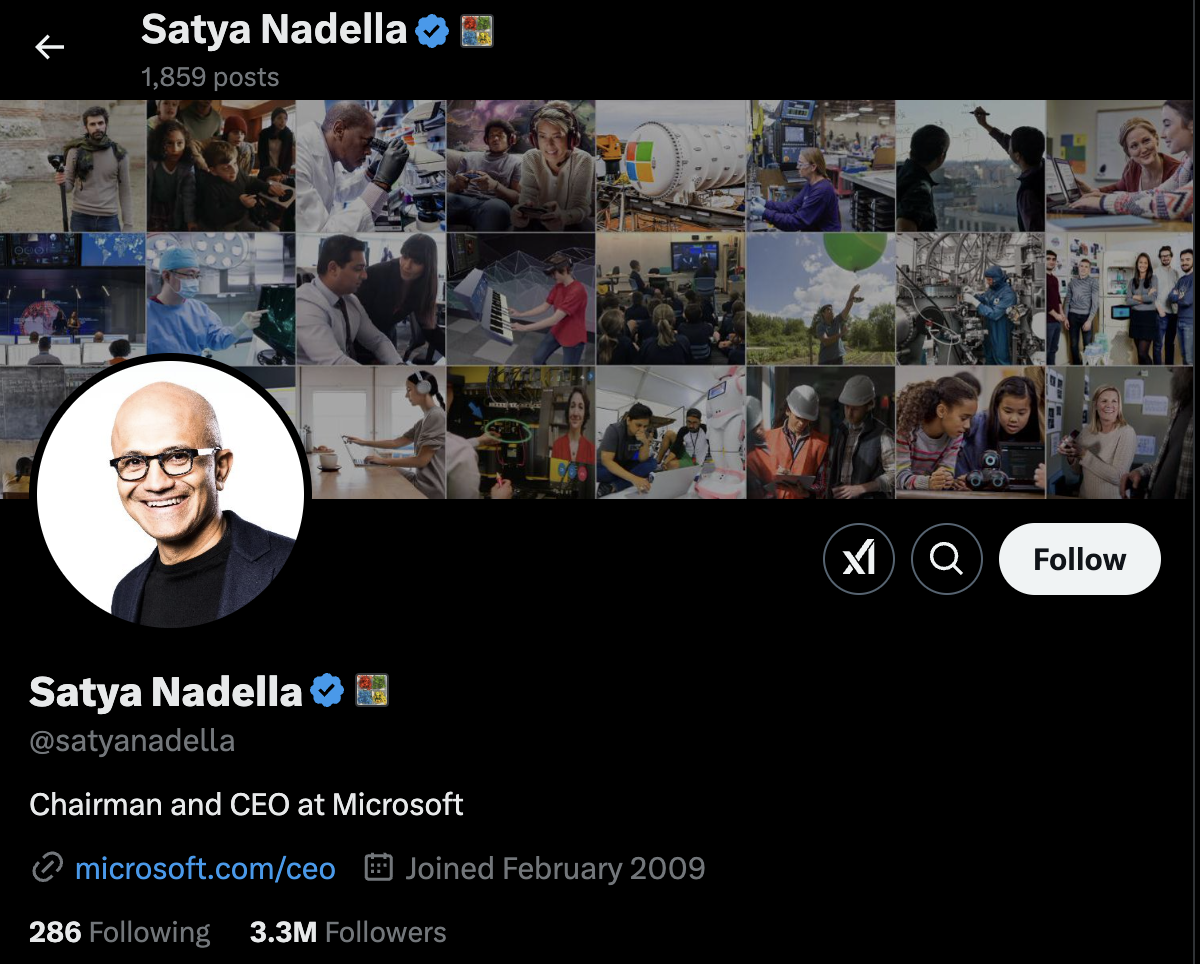 Satya Nadella
1,859 posts
Follow
Satya Nadella
@satyanadella
Chairman and CEO at Microsoft
microsoft.com/ceo Joined February 2009
286 Following 3.3M Followers